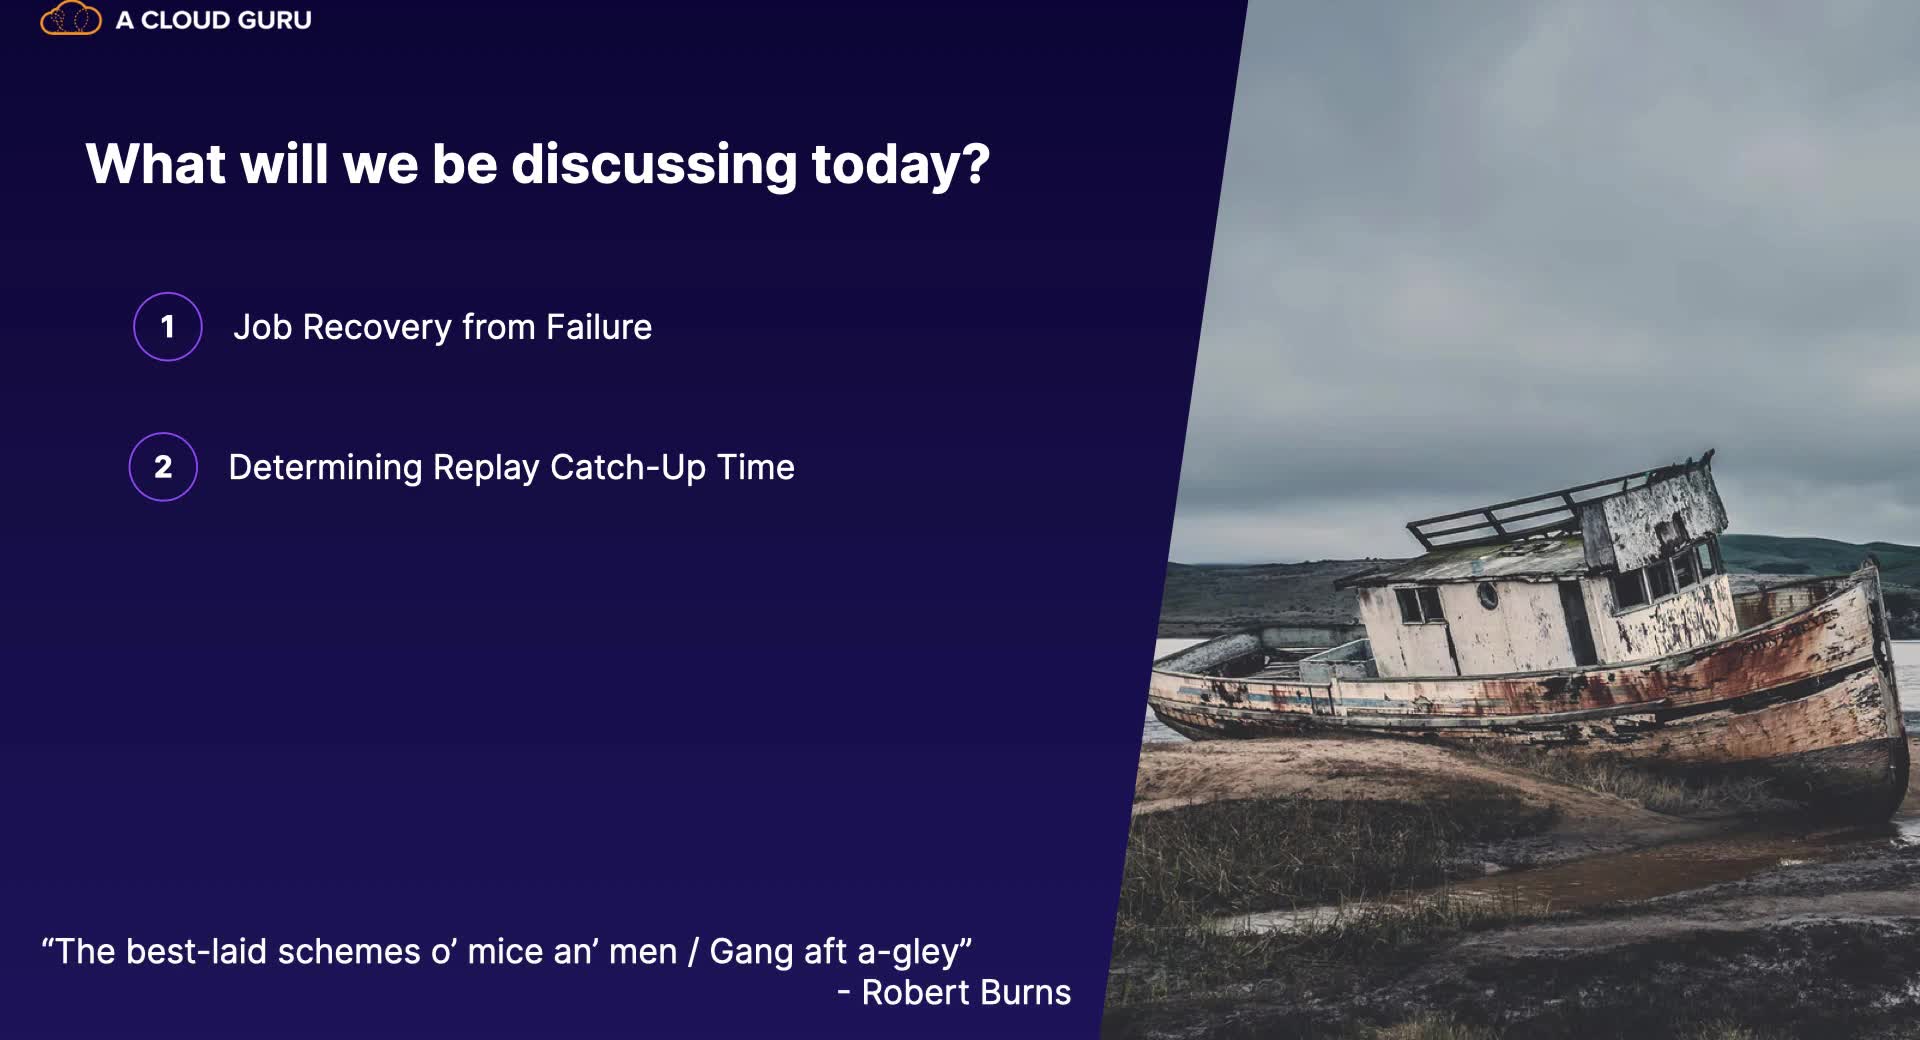 A CLOUD GURU
What will we be discussing today?
1 Job Recovery from Failure
2 Determining Replay Catch-Up Time
“The best-laid schemes o’ mice an’ men / Gang aft a-gley”
- Robert Burns